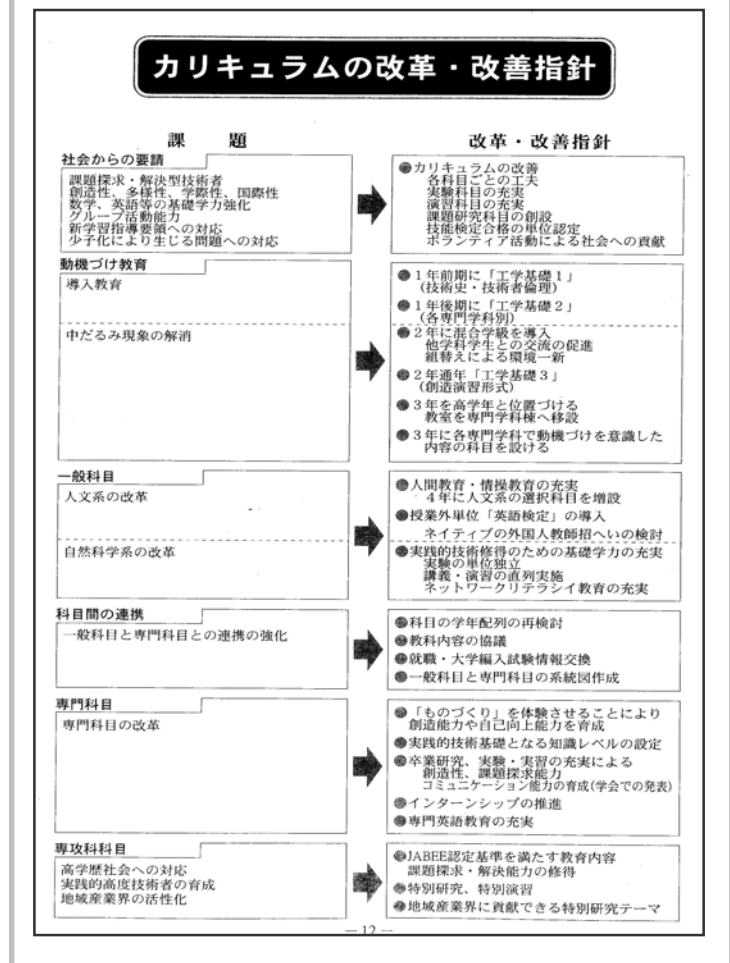 カリキュラムの改革・改善指針
課 題
改革・改善指針
社会からの要請
課題探求・解決型技術者
創造性、多様性、学際性、国際性
数学、英語等の基礎学力強化
グループ活動能力
新学習指導要領への対応
少子化により生じる問題への対応
●カリキュラムの改善
各科目ごとの工夫
実験科目の充実
演習科目の充実
課題研究科目の創設
技能検定合格の単位認定
ボランティア活動による社会への貢献
動機づけ教育
導入教育
中だるみ現象の解消
●1年前期に「工学基礎1」
(技術史・技術者倫理)
●1年後期に「工学基礎2」
(各専門学科別)
●2年に混合学級を導入
他学科学生との交流の促進
組替えによる環境一新
●2年通年「工学基礎3」
(創造演習形式)
●3年を高学年と位置づける
教室を専門学科棟へ移設
●3年に各専門学科で動機づけを意識した
内容の科目を設ける
一般科目
人文系の改革
自然科学系の改革
●人間教育・情操教育の充実
4年に人文系の選択科目を増設
●授業外単位「英語検定」の導入
ネイティブの外国人教師招へいの検討
●実践的技術修得のための基礎学力の充実
実験の単位独立
講義・演習の直列実施
ネットワークリテラシイ教育の充実
科目間の連携
一般科目と専門科目との連携の強化
●科目の学年配列の再検討
●教科内容の協議
●就職・大学編入試験情報交換
●一般科目と専門科目の系統図作成
専門科目
専門科目の改革
●「ものづくり」を体験させることにより
創造能力や自己向上能力を育成
●実践的技術基礎となる知識レベルの設定
●卒業研究、実験・実習の充実による
創造性、課題探求能力
コミュニケーション能力の育成(学会での発表)
●インターンシップの推進
●専門英語教育の充実
専攻科科目
高学歴社会への対応
実践的高度技術者の育成
地域産業界の活性化
●JABEE認定基準を満たす教育内容
課題探求・解決能力の修得
●特別研究、特別演習
●地域産業界に貢献できる特別研究テーマ
— 12 —